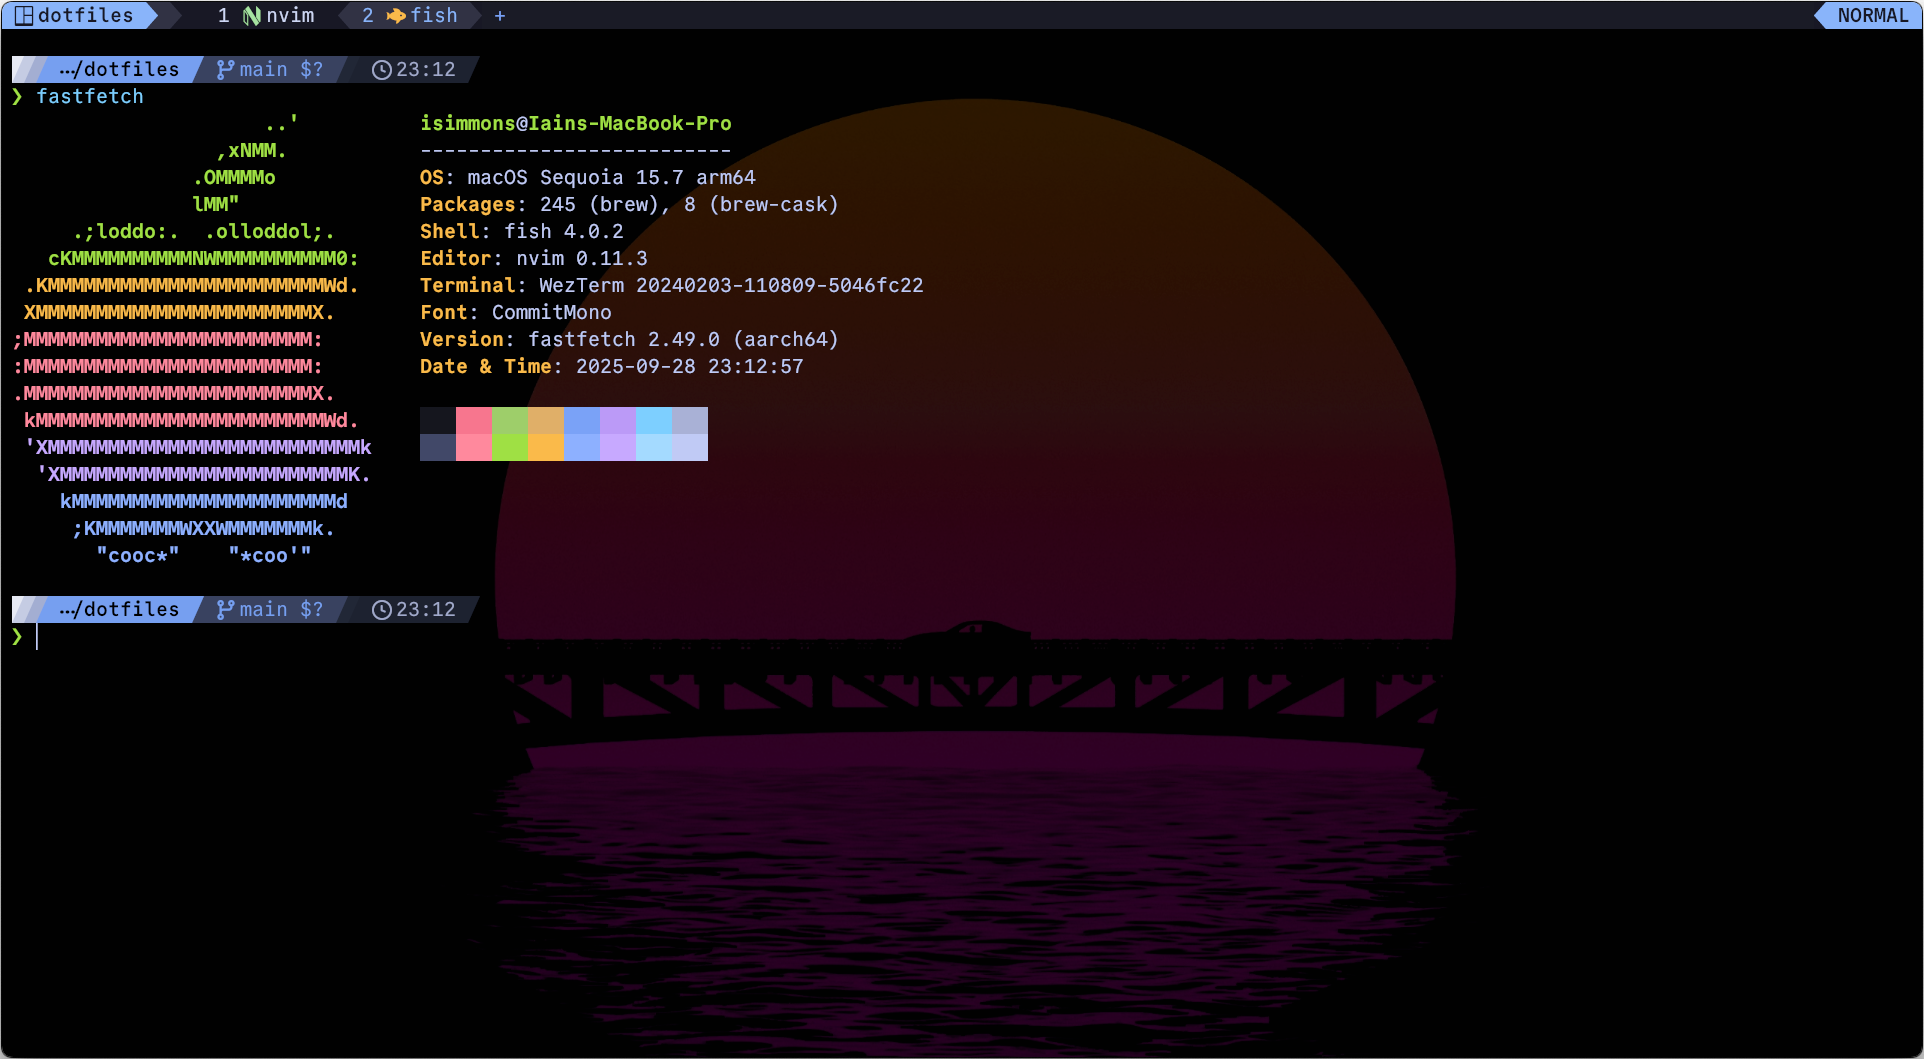 dotfiles 1 nvim 2 fish + NORMAL
…/dotfiles main $? 23:12
❯ fastfetch
                     ..'
                 ,xNMM.
               .OMMMMo
               lMM"
     .;loddo:.  .olloddol;.
   cKMMMMMMMMMMNWMMMMMMMMMM0:
 .KMMMMMMMMMMMMMMMMMMMMMMMWd.
 XMMMMMMMMMMMMMMMMMMMMMMMX.
;MMMMMMMMMMMMMMMMMMMMMMMM:
:MMMMMMMMMMMMMMMMMMMMMMMM:
.MMMMMMMMMMMMMMMMMMMMMMMMX.
 kMMMMMMMMMMMMMMMMMMMMMMMMWd.
 'XMMMMMMMMMMMMMMMMMMMMMMMMMMk
  'XMMMMMMMMMMMMMMMMMMMMMMMMK.
    kMMMMMMMMMMMMMMMMMMMMMMd
     ;KMMMMMMMWXXWMMMMMMMk.
       "cooc*"    "*coo'"
isimmons@Iains-MacBook-Pro
--------------------------
OS: macOS Sequoia 15.7 arm64
Packages: 245 (brew), 8 (brew-cask)
Shell: fish 4.0.2
Editor: nvim 0.11.3
Terminal: WezTerm 20240203-110809-5046fc22
Font: CommitMono
Version: fastfetch 2.49.0 (aarch64)
Date & Time: 2025-09-28 23:12:57
…/dotfiles main $? 23:12
❯